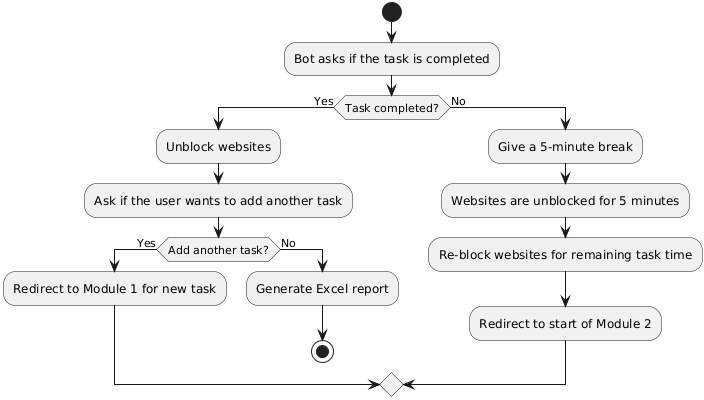 Bot asks if the task is completed
Yes
Task completed?
No
Unblock websites
Give a 5-minute break
Ask if the user wants to add another task
Websites are unblocked for 5 minutes
Yes
Add another task?
No
Re-block websites for remaining task time
Redirect to Module 1 for new task
Generate Excel report
Redirect to start of Module 2